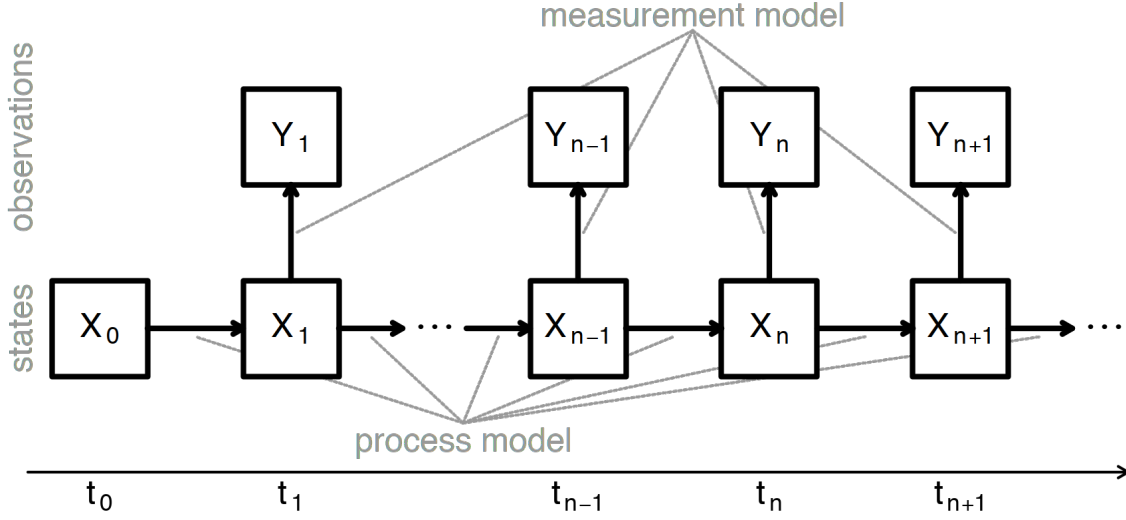 measurement model
observations
Y₁ Yₙ₋₁ Yₙ Yₙ₊₁
states
X₀ X₁ ··· Xₙ₋₁ Xₙ Xₙ₊₁ ···
process model
t₀ t₁ tₙ₋₁ tₙ tₙ₊₁